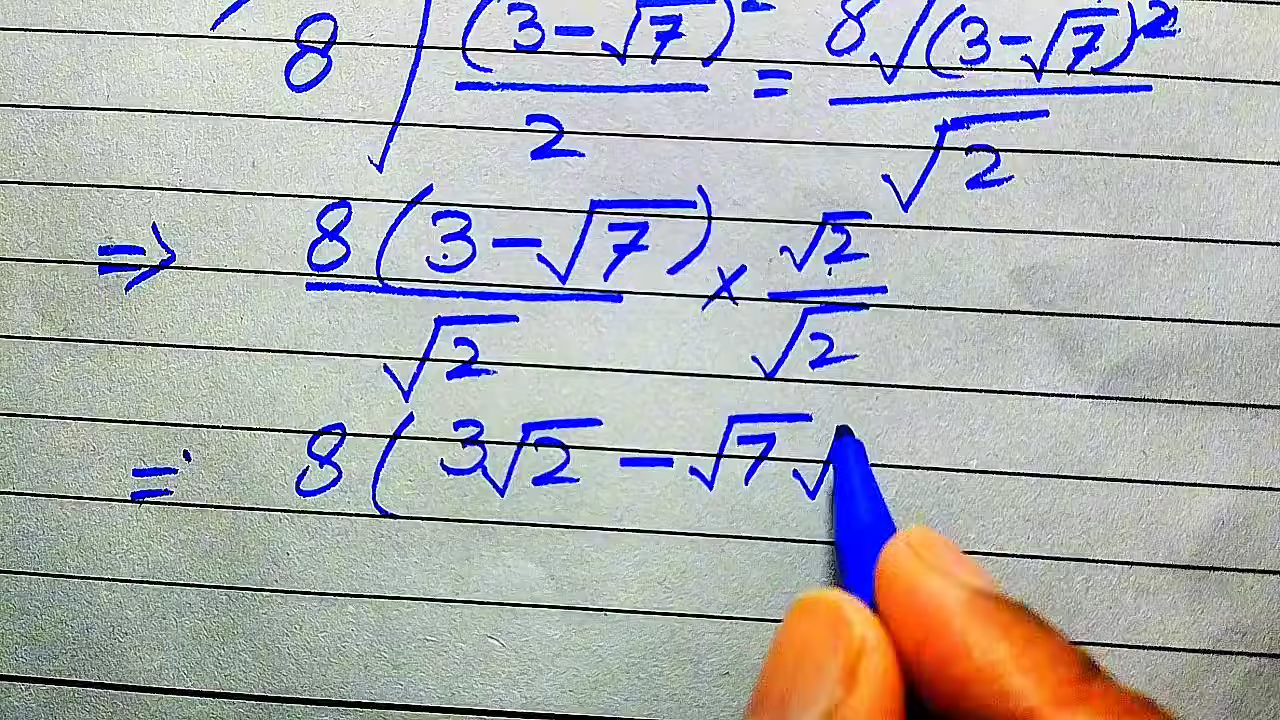 8 √((3-√7)²/2) = 8√(3-√7)²/√2
⇒ 8(3-√7)/√2 × √2/√2
= 8(3√2 - √7√